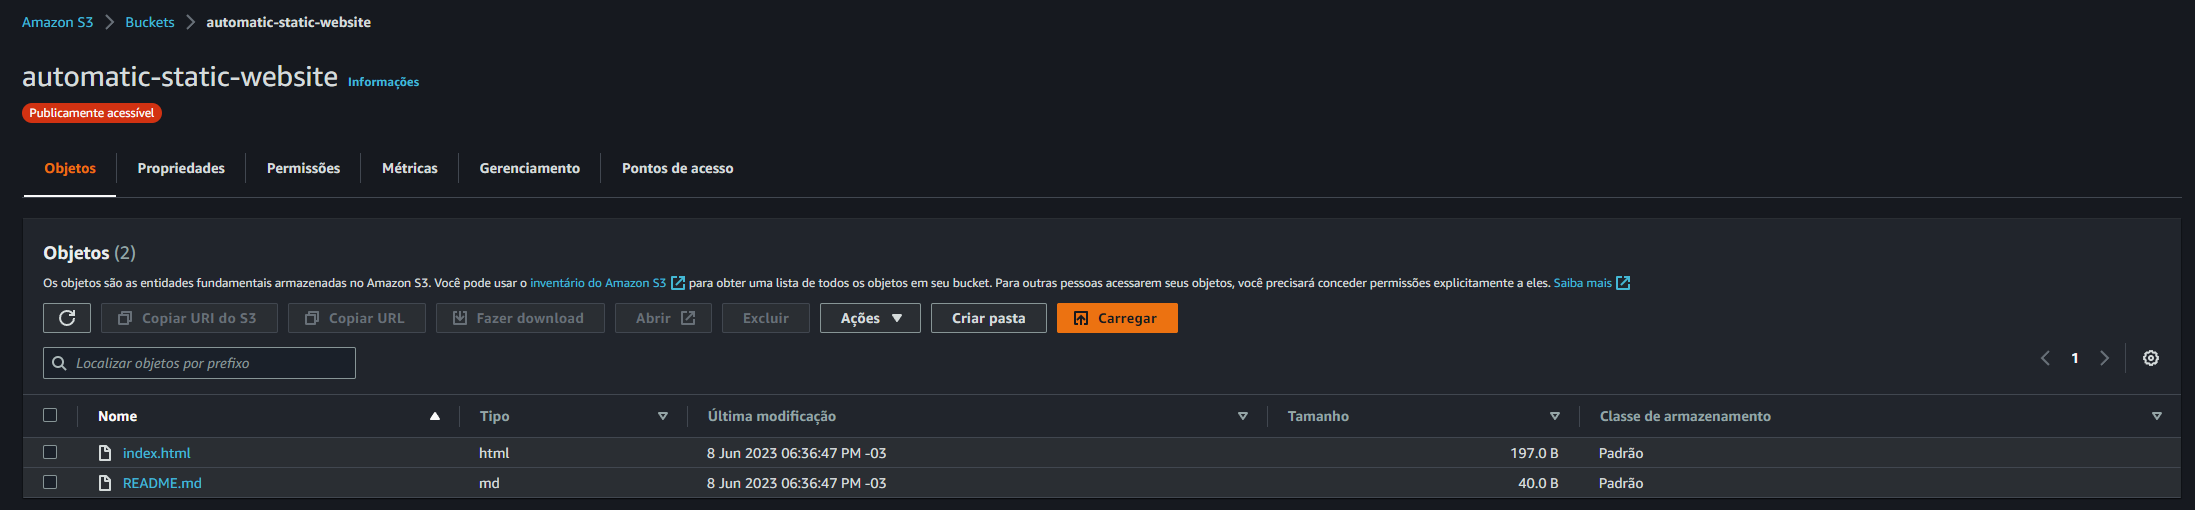 Amazon S3 > Buckets > automatic-static-website
automatic-static-website Informações
Publicamente acessível
Objetos Propriedades Permissões Métricas Gerenciamento Pontos de acesso
Objetos (2)
Os objetos são as entidades fundamentais armazenadas no Amazon S3. Você pode usar o inventário do Amazon S3 para obter uma lista de todos os objetos em seu bucket. Para outras pessoas acessarem seus objetos, você precisará conceder permissões explicitamente a eles. Saiba mais
Copiar URI do S3 Copiar URL Fazer download Abrir Excluir Ações Criar pasta Carregar
Localizar objetos por prefixo 1
Nome Tipo Última modificação Tamanho Classe de armazenamento
index.html html 8 Jun 2023 06:36:47 PM -03 197.0 B Padrão
README.md md 8 Jun 2023 06:36:47 PM -03 40.0 B Padrão